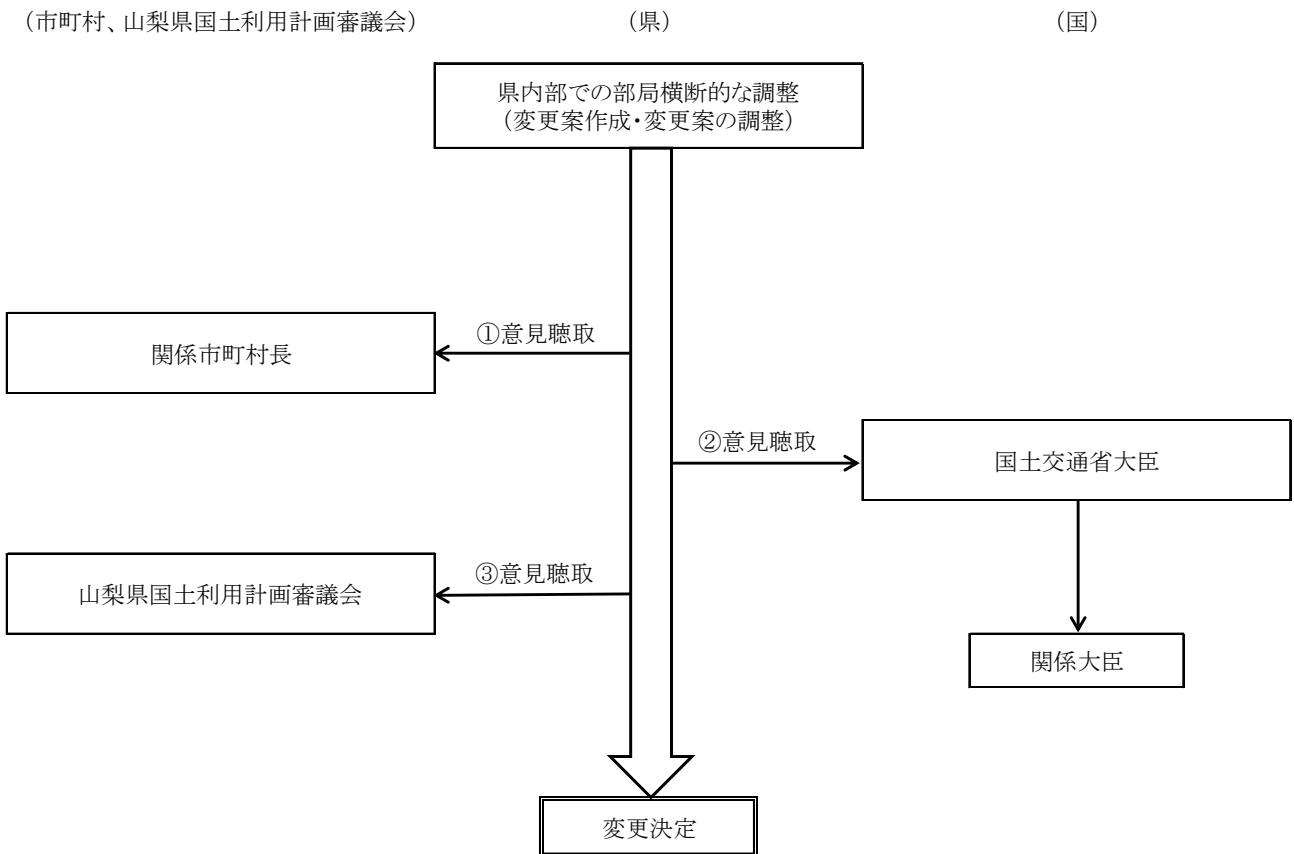 （市町村、山梨県国土利用計画審議会）
（県）
（国）
県内部での部局横断的な調整
（変更案作成・変更案の調整）
①意見聴取
関係市町村長
②意見聴取
国土交通省大臣
③意見聴取
山梨県国土利用計画審議会
関係大臣
変更決定